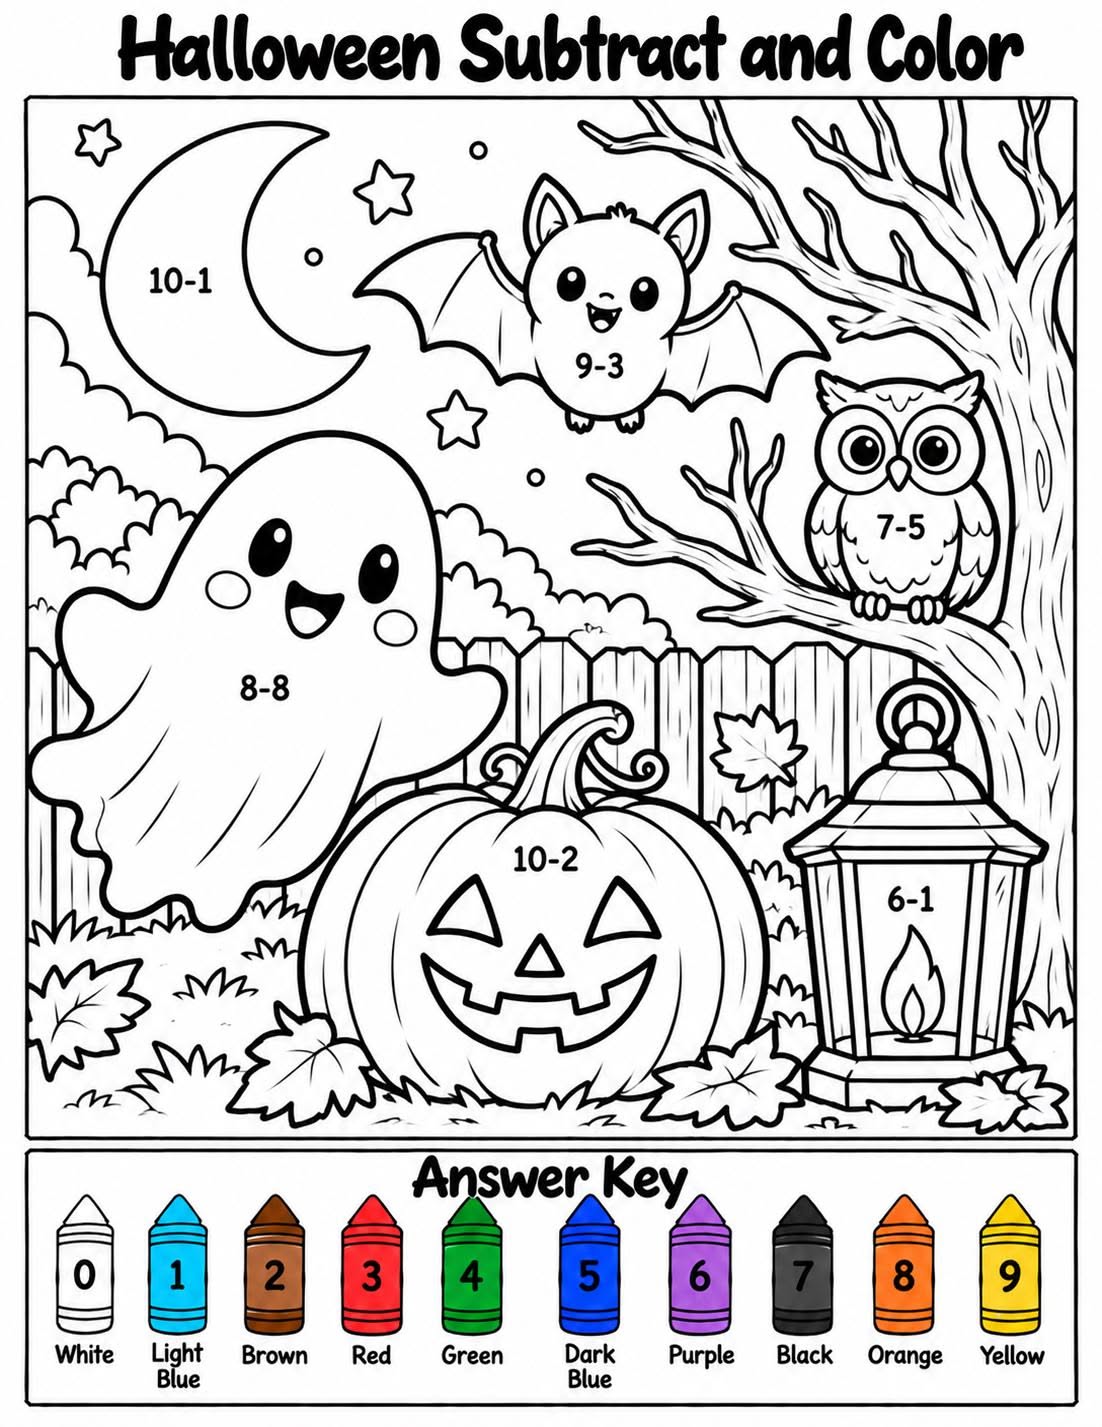 Halloween Subtract and Color
10-1
9-3
7-5
8-8
10-2
6-1
Answer Key
0 1 2 3 4 5 6 7 8 9
White Light Blue Brown Red Green Dark Blue Purple Black Orange Yellow